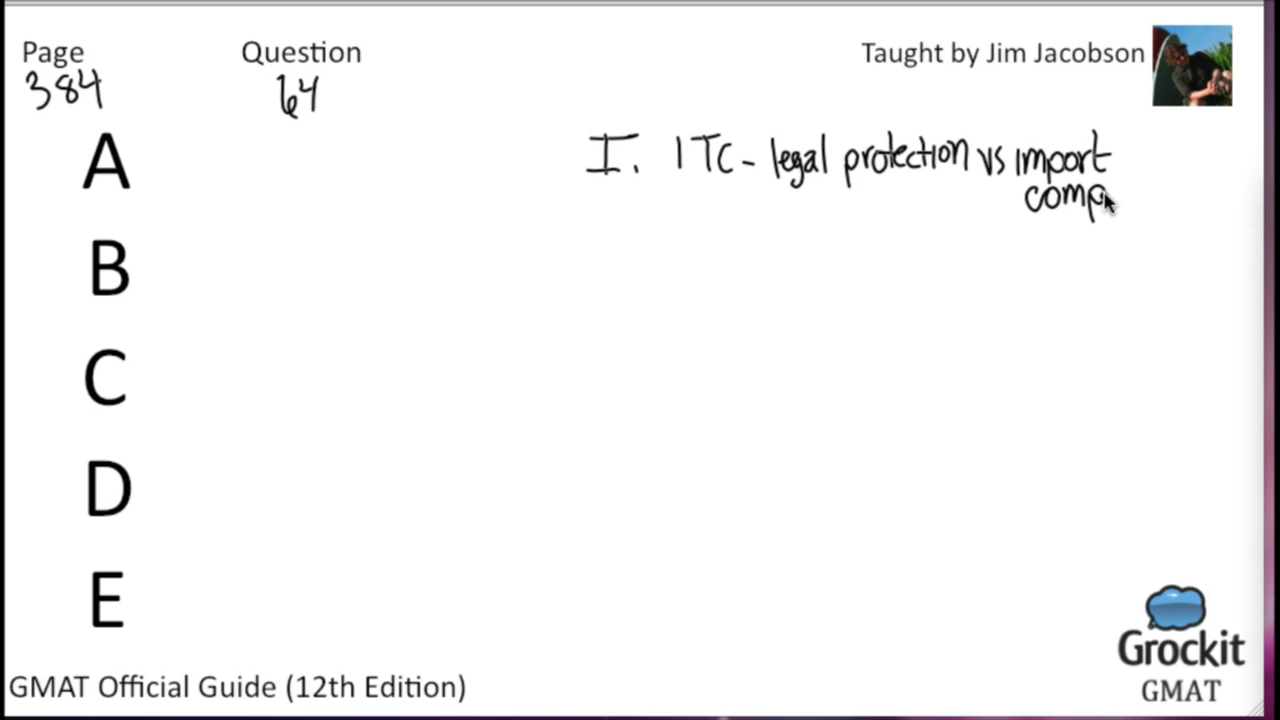 Page Question Taught by Jim Jacobson
384 64
A I. ITC - legal protection vs import
comp
B
C
D
E
Grockit
GMAT
GMAT Official Guide (12th Edition)